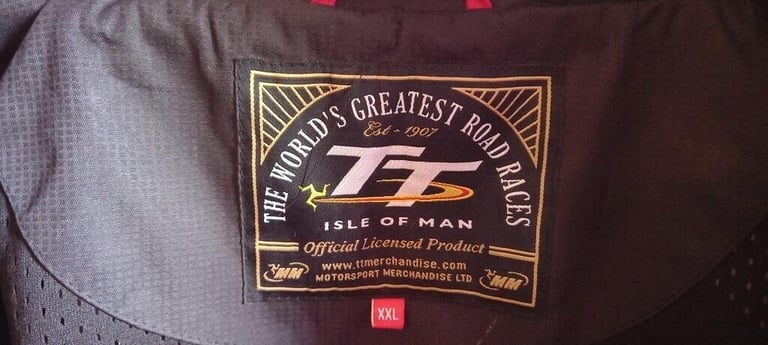 THE WORLD'S GREATEST ROAD RACES
Est - 1907
TT
ISLE OF MAN
Official Licensed Product
www.ttmerchandise.com
MOTORSPORT MERCHANDISE LTD
MM
MM
XXL